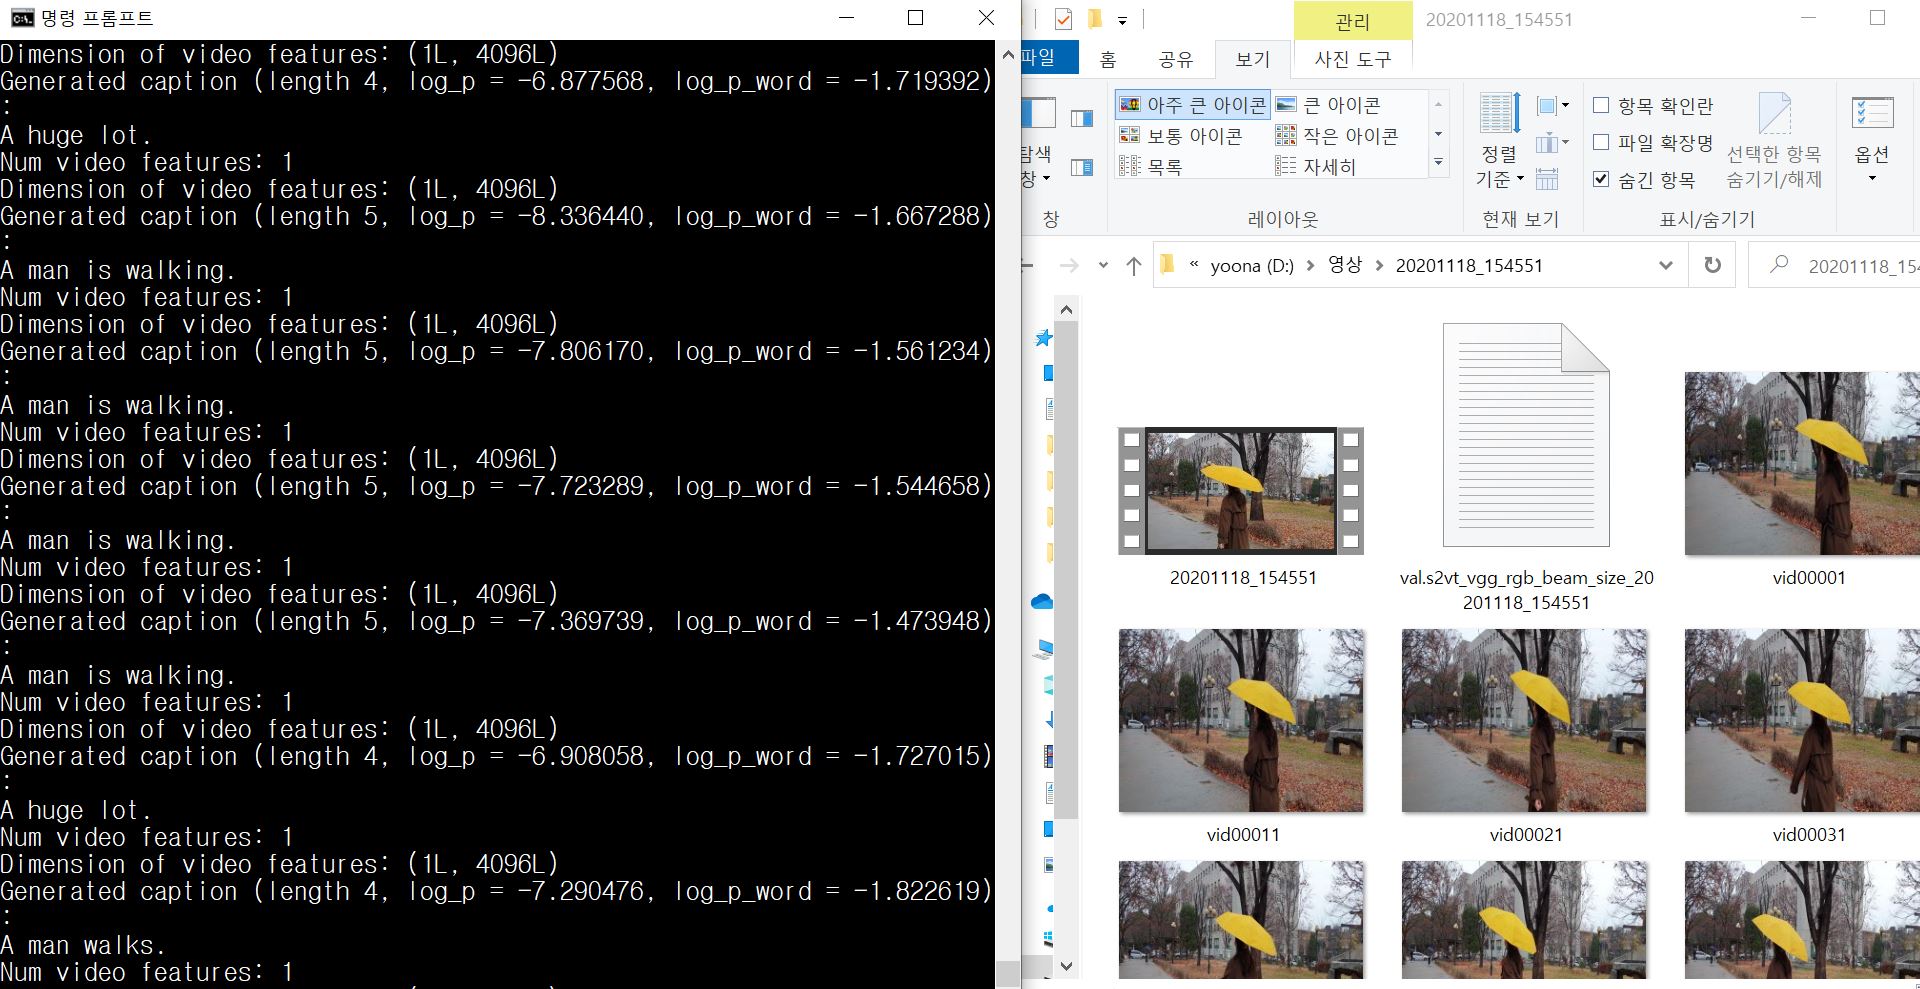 명령 프롬프트
Dimension of video features: (1L, 4096L)
Generated caption (length 4, log_p = -6.877568, log_p_word = -1.719392)
:
A huge lot.
Num video features: 1
Dimension of video features: (1L, 4096L)
Generated caption (length 5, log_p = -8.336440, log_p_word = -1.667288)
:
A man is walking.
Num video features: 1
Dimension of video features: (1L, 4096L)
Generated caption (length 5, log_p = -7.806170, log_p_word = -1.561234)
:
A man is walking.
Num video features: 1
Dimension of video features: (1L, 4096L)
Generated caption (length 5, log_p = -7.723289, log_p_word = -1.544658)
:
A man is walking.
Num video features: 1
Dimension of video features: (1L, 4096L)
Generated caption (length 5, log_p = -7.369739, log_p_word = -1.473948)
:
A man is walking.
Num video features: 1
Dimension of video features: (1L, 4096L)
Generated caption (length 4, log_p = -6.908058, log_p_word = -1.727015)
:
A huge lot.
Num video features: 1
Dimension of video features: (1L, 4096L)
Generated caption (length 4, log_p = -7.290476, log_p_word = -1.822619)
:
A man walks.
Num video features: 1
관리 20201118_154551
파일 홈 공유 보기 사진 도구
아주 큰 아이콘 큰 아이콘
보통 아이콘 작은 아이콘
목록 자세히
탐색
창
정렬
기준
항목 확인란
파일 확장명
숨긴 항목
선택한 항목
숨기기/해제
옵션
창 레이아웃 현재 보기 표시/숨기기
« yoona (D:) > 영상 > 20201118_154551
20201118_154
20201118_154551
val.s2vt_vgg_rgb_beam_size_20
201118_154551
vid00001
vid00011 vid00021 vid00031